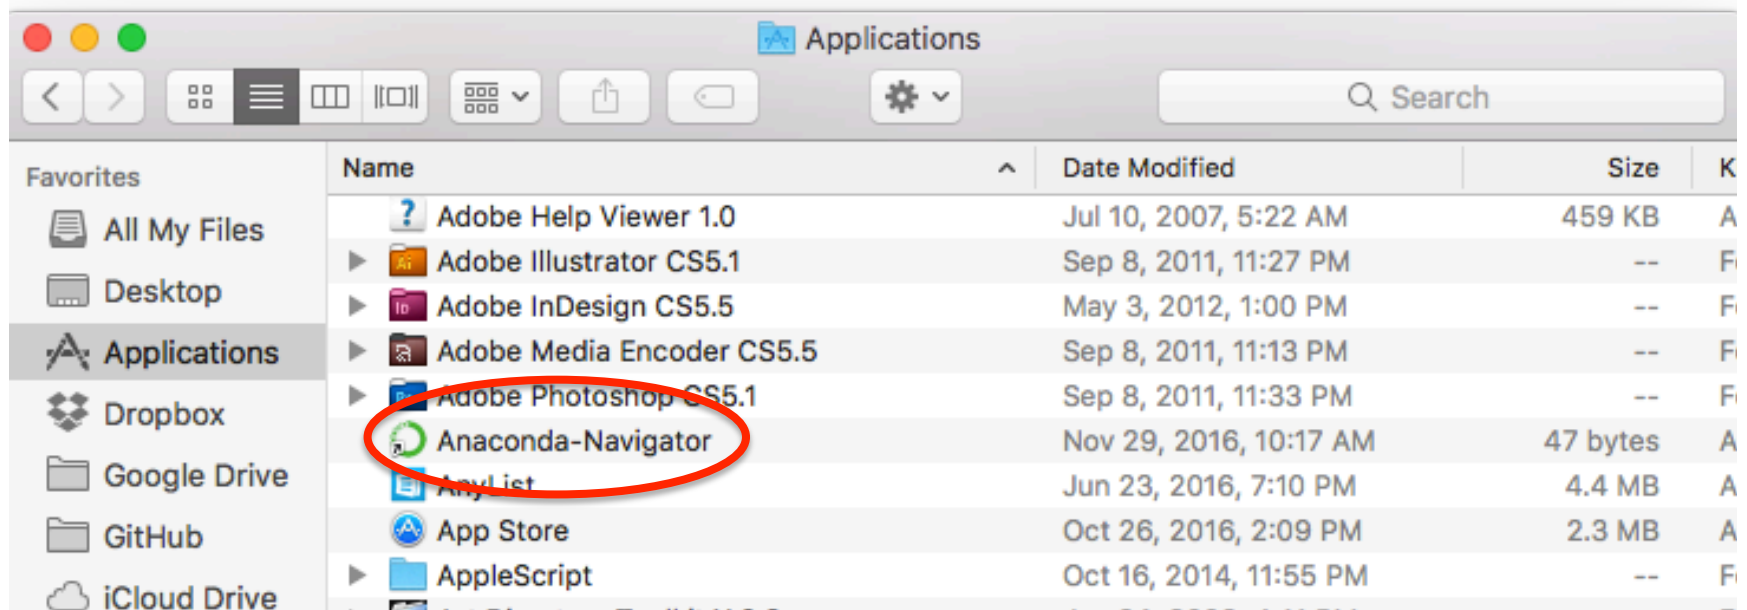 Applications
Search
Favorites
All My Files
Desktop
Applications
Dropbox
Google Drive
GitHub
iCloud Drive
Name Date Modified Size K
Adobe Help Viewer 1.0 Jul 10, 2007, 5:22 AM 459 KB A
Adobe Illustrator CS5.1 Sep 8, 2011, 11:27 PM -- F
Adobe InDesign CS5.5 May 3, 2012, 1:00 PM -- F
Adobe Media Encoder CS5.5 Sep 8, 2011, 11:13 PM -- F
Adobe Photoshop CS5.1 Sep 8, 2011, 11:33 PM -- F
Anaconda-Navigator Nov 29, 2016, 10:17 AM 47 bytes A
AnyList Jun 23, 2016, 7:10 PM 4.4 MB A
App Store Oct 26, 2016, 2:09 PM 2.3 MB A
AppleScript Oct 16, 2014, 11:55 PM -- F